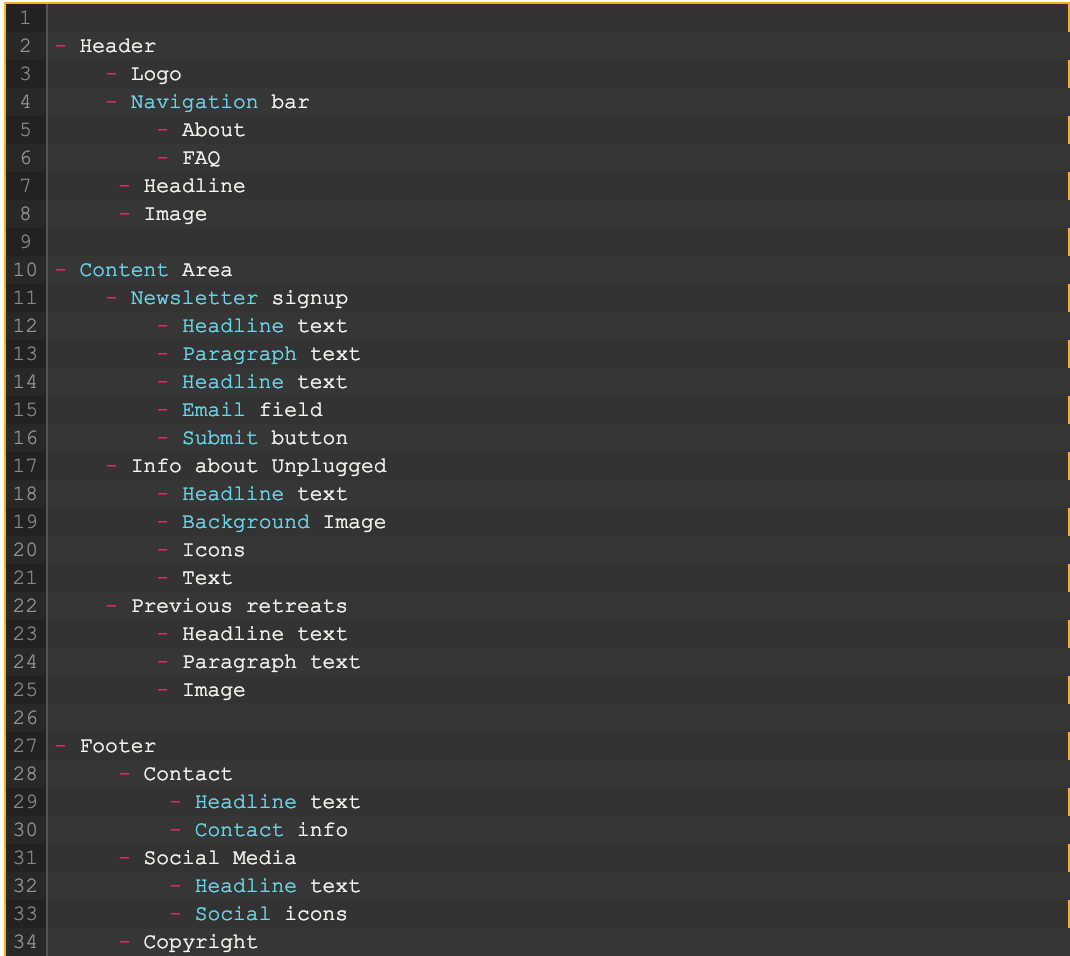 1
2 - Header
3     - Logo
4     - Navigation bar
5         - About
6         - FAQ
7      - Headline
8      - Image
9
10 - Content Area
11     - Newsletter signup
12         - Headline text
13         - Paragraph text
14         - Headline text
15         - Email field
16         - Submit button
17     - Info about Unplugged
18         - Headline text
19         - Background Image
20         - Icons
21         - Text
22     - Previous retreats
23         - Headline text
24         - Paragraph text
25         - Image
26
27 - Footer
28      - Contact
29          - Headline text
30          - Contact info
31      - Social Media
32          - Headline text
33          - Social icons
34      - Copyright